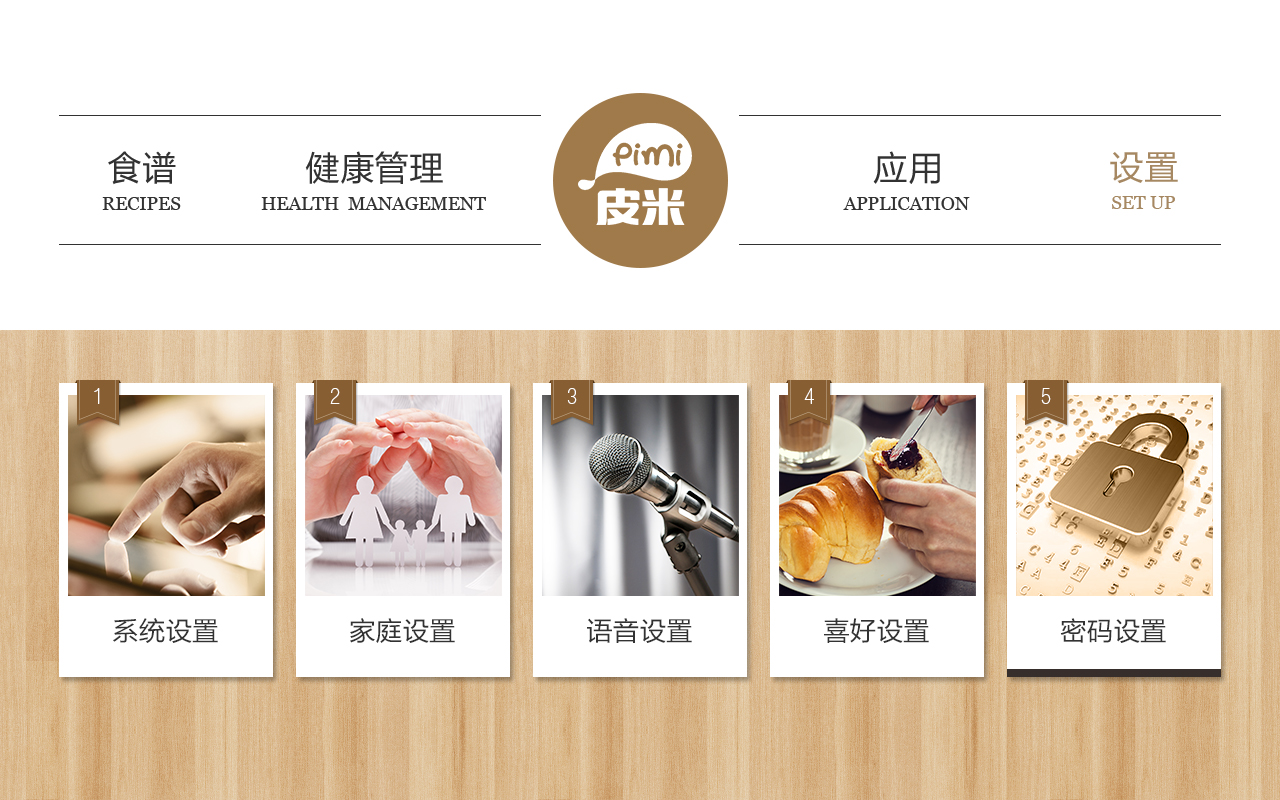 食谱
RECIPES
健康管理
HEALTH MANAGEMENT
Pimi
皮米
应用
APPLICATION
设置
SET UP
1
系统设置
2
家庭设置
3
语音设置
4
喜好设置
5
密码设置